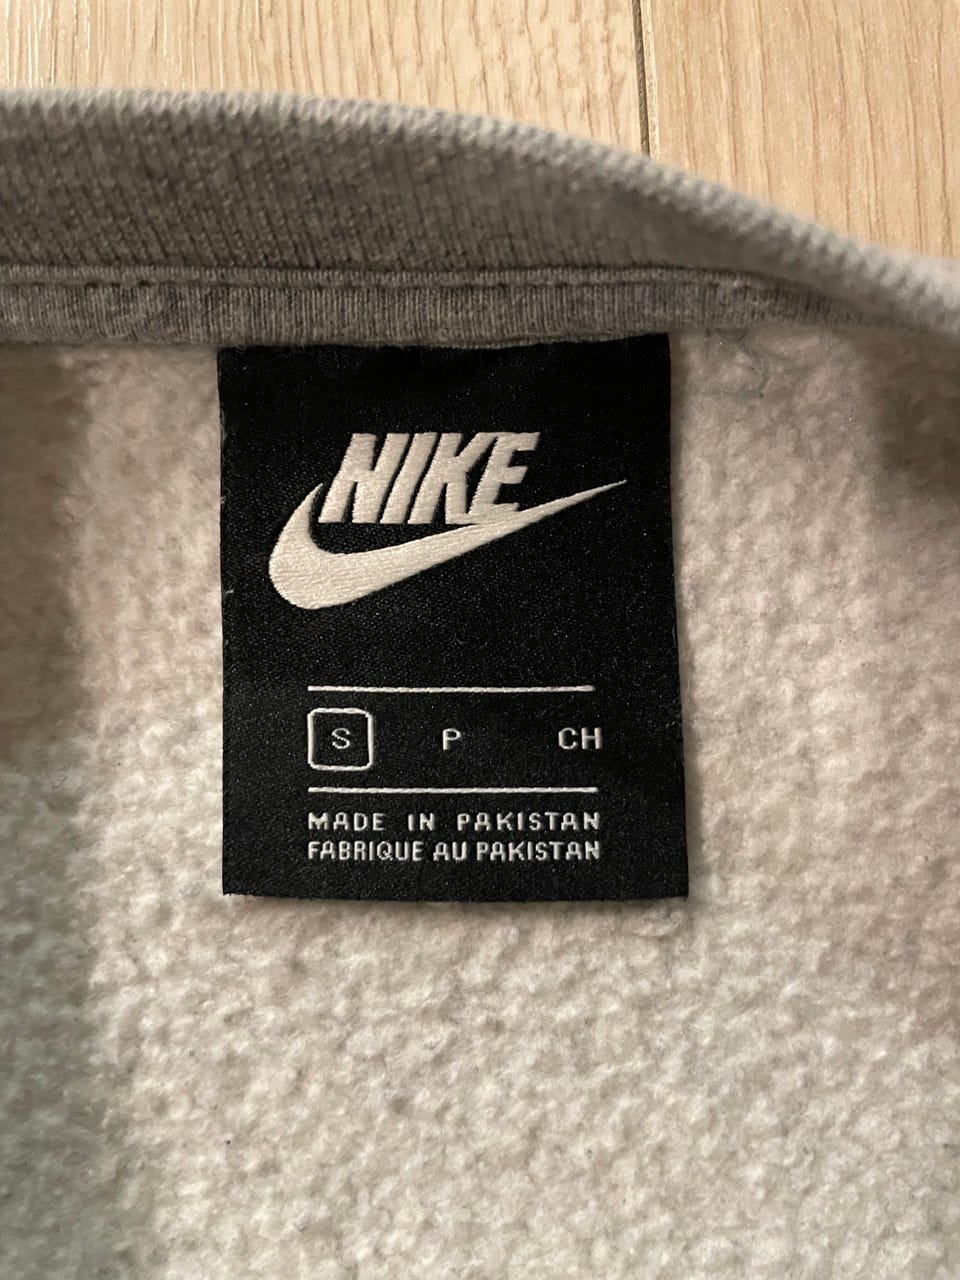 NIKE
S P CH
MADE IN PAKISTAN
FABRIQUE AU PAKISTAN